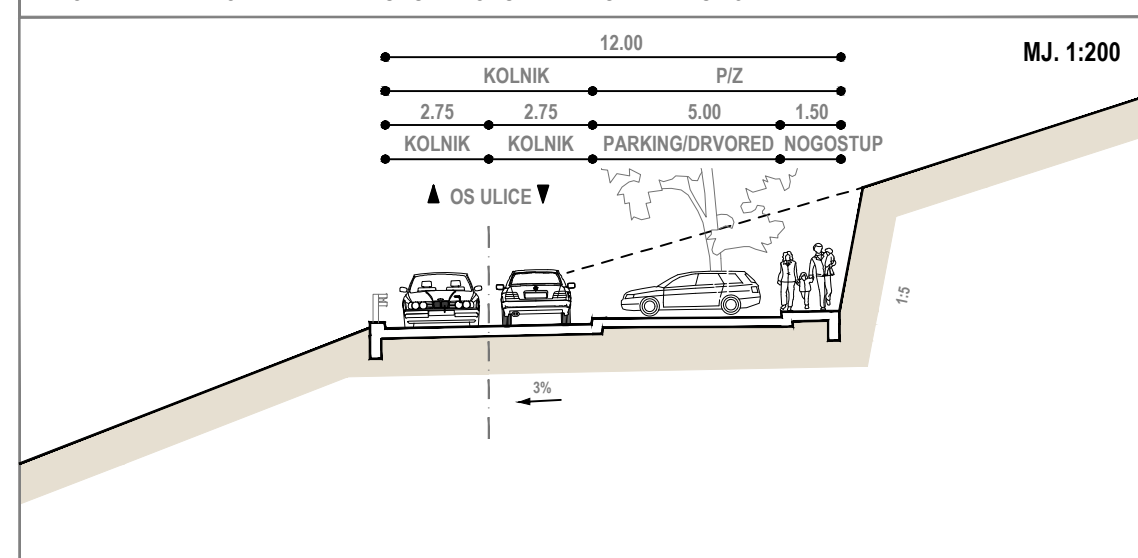 12.00
MJ. 1:200
KOLNIK P/Z
2.75 2.75 5.00 1.50
KOLNIK KOLNIK PARKING/DRVORED NOGOSTUP
OS ULICE
1:5
3%